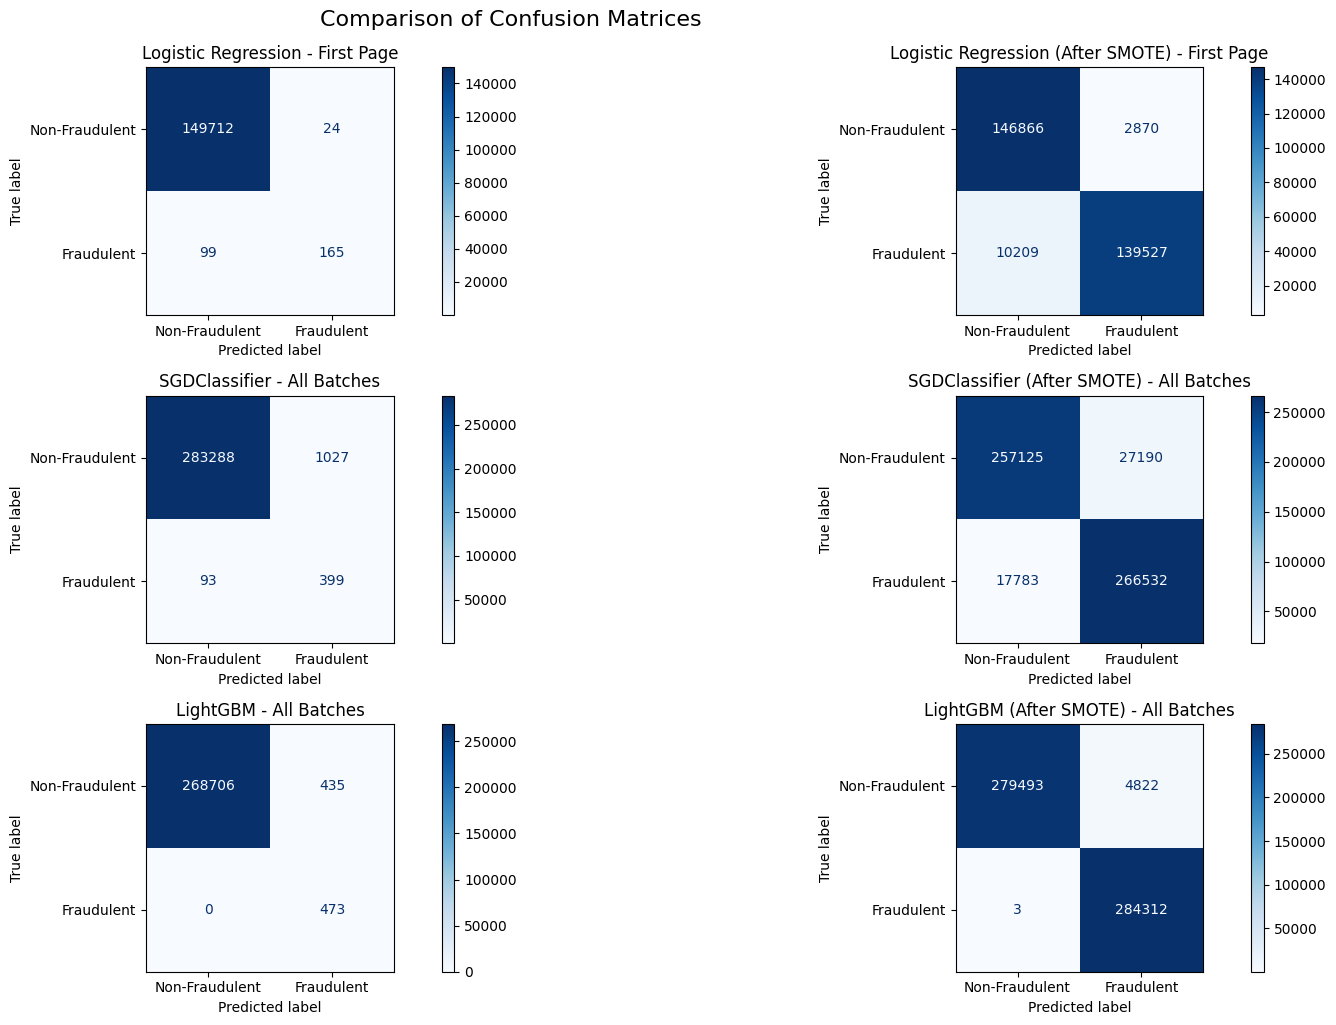 Comparison of Confusion Matrices
Logistic Regression - First Page
140000
120000
100000
80000
60000
40000
20000
True label
Non-Fraudulent
149712
24
Fraudulent
99
165
Non-Fraudulent
Fraudulent
Predicted label
Logistic Regression (After SMOTE) - First Page
140000
120000
100000
80000
60000
40000
20000
True label
Non-Fraudulent
146866
2870
Fraudulent
10209
139527
Non-Fraudulent
Fraudulent
Predicted label
SGDClassifier - All Batches
250000
200000
150000
100000
50000
True label
Non-Fraudulent
283288
1027
Fraudulent
93
399
Non-Fraudulent
Fraudulent
Predicted label
SGDClassifier (After SMOTE) - All Batches
250000
200000
150000
100000
50000
True label
Non-Fraudulent
257125
27190
Fraudulent
17783
266532
Non-Fraudulent
Fraudulent
Predicted label
LightGBM - All Batches
250000
200000
150000
100000
50000
0
True label
Non-Fraudulent
268706
435
Fraudulent
0
473
Non-Fraudulent
Fraudulent
Predicted label
LightGBM (After SMOTE) - All Batches
250000
200000
150000
100000
50000
True label
Non-Fraudulent
279493
4822
Fraudulent
3
284312
Non-Fraudulent
Fraudulent
Predicted label